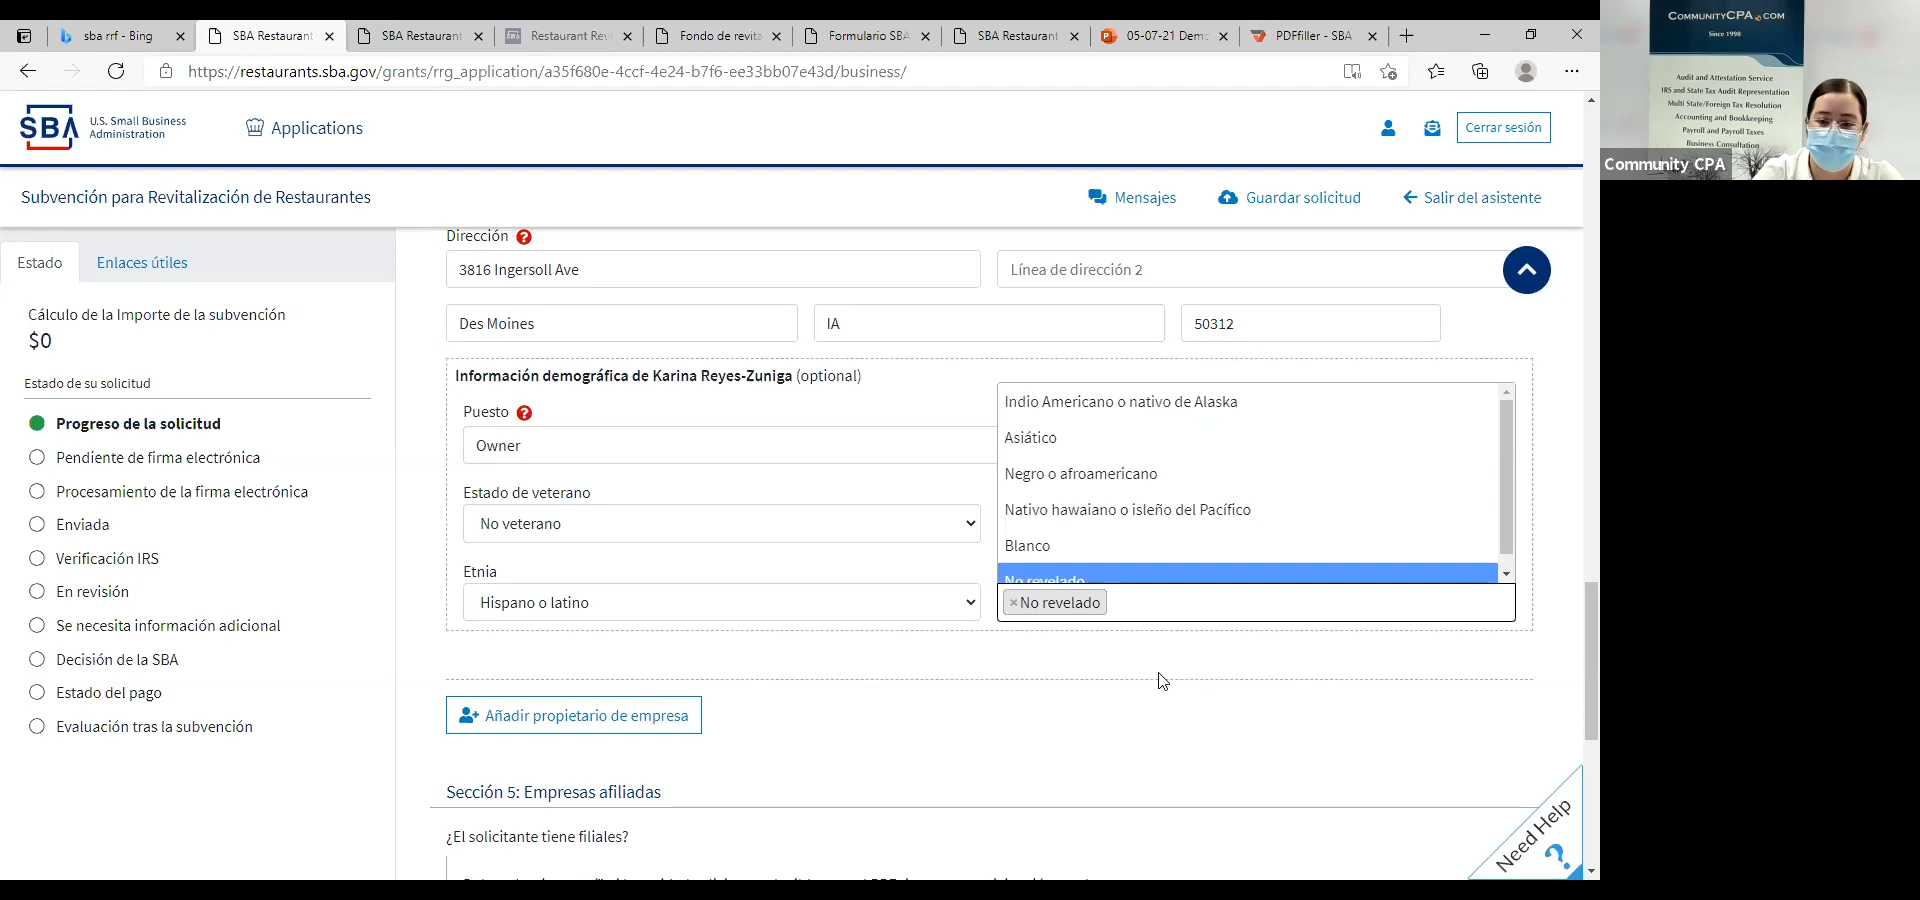 sba rrf - Bing
SBA Restaurant
SBA Restaurant
Restaurant Rev
Fondo de revita
Formulario SBA
SBA Restaurant
05-07-21 Demo
PDFfiller - SBA
https://restaurants.sba.gov/grants/rrg_application/a35f680e-4ccf-4e24-b7f6-ee33bb07e43d/business/
SBA
U.S. Small Business
Administration
Applications
Cerrar sesión
Subvención para Revitalización de Restaurantes
Mensajes
Guardar solicitud
Salir del asistente
Estado
Enlaces útiles
Cálculo de la Importe de la subvención
$0
Estado de su solicitud
Progreso de la solicitud
Pendiente de firma electrónica
Procesamiento de la firma electrónica
Enviada
Verificación IRS
En revisión
Se necesita información adicional
Decisión de la SBA
Estado del pago
Evaluación tras la subvención
Dirección
3816 Ingersoll Ave
Línea de dirección 2
Des Moines
IA
50312
Información demográfica de Karina Reyes-Zuniga (optional)
Puesto
Owner
Estado de veterano
No veterano
Etnia
Hispano o latino
Indio Americano o nativo de Alaska
Asiático
Negro o afroamericano
Nativo hawaiano o isleño del Pacífico
Blanco
No revelado
×No revelado
Añadir propietario de empresa
Sección 5: Empresas afiliadas
¿El solicitante tiene filiales?
Need Help
?
COMMUNITYCPA.COM
Since 1998
Audit and Attestation Service
IRS and State Tax Audit Representation
Multi State/Foreign Tax Resolution
Accounting and Bookkeeping
Payroll and Payroll Taxes
Business Consultation
Community CPA